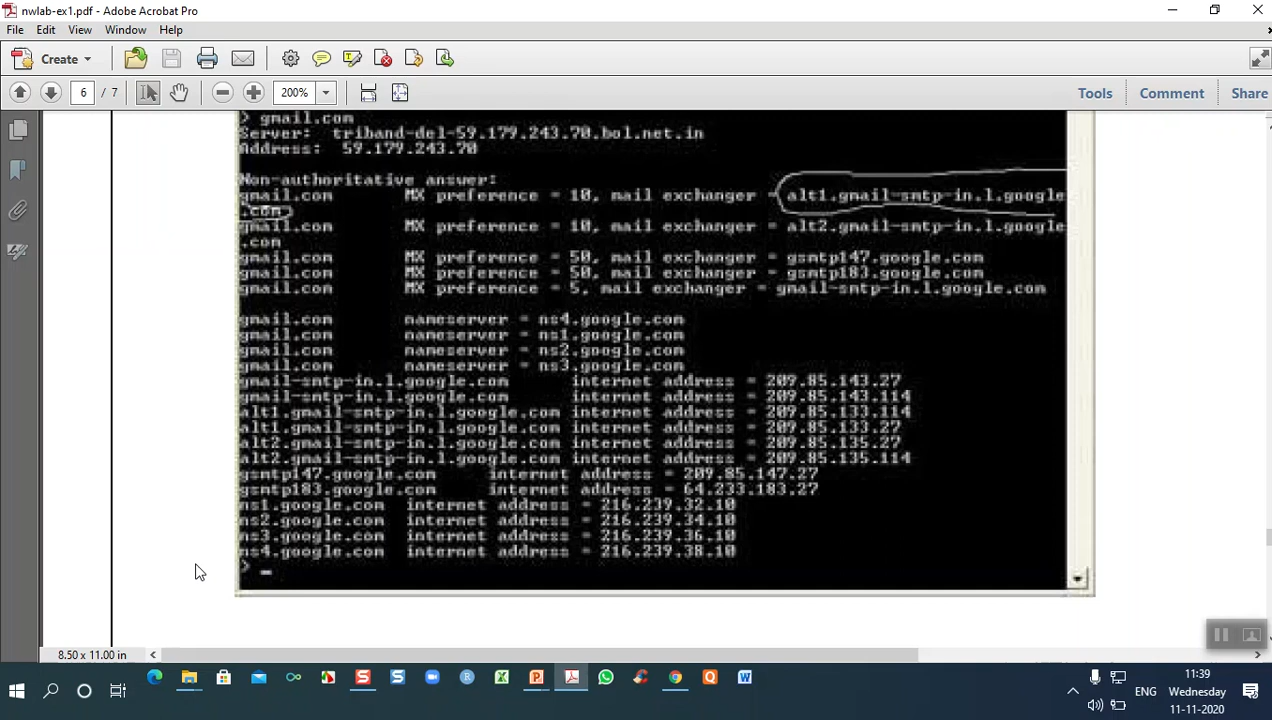 nwlab-ex1.pdf - Adobe Acrobat Pro
File Edit View Window Help
Create
6 / 7 200% Tools Comment Share
> gmail.com
Server: triband-del-59.179.243.70.bol.net.in
Address: 59.179.243.70
Non-authoritative answer:
gmail.com MX preference = 10, mail exchanger = alt1.gmail-smtp-in.l.google
.com
gmail.com MX preference = 10, mail exchanger = alt2.gmail-smtp-in.l.google
.com
gmail.com MX preference = 50, mail exchanger = gsmtp147.google.com
gmail.com MX preference = 50, mail exchanger = gsmtp183.google.com
gmail.com MX preference = 5, mail exchanger = gmail-smtp-in.l.google.com
gmail.com nameserver = ns4.google.com
gmail.com nameserver = ns1.google.com
gmail.com nameserver = ns2.google.com
gmail.com nameserver = ns3.google.com
gmail-smtp-in.l.google.com internet address = 209.85.143.27
gmail-smtp-in.l.google.com internet address = 209.85.143.114
alt1.gmail-smtp-in.l.google.com internet address = 209.85.133.114
alt1.gmail-smtp-in.l.google.com internet address = 209.85.133.27
alt2.gmail-smtp-in.l.google.com internet address = 209.85.135.27
alt2.gmail-smtp-in.l.google.com internet address = 209.85.135.114
gsmtp147.google.com internet address = 209.85.147.27
gsmtp183.google.com internet address = 64.233.183.27
ns1.google.com internet address = 216.239.32.10
ns2.google.com internet address = 216.239.34.10
ns3.google.com internet address = 216.239.36.10
ns4.google.com internet address = 216.239.38.10
> _
8.50 x 11.00 in
11:39
ENG Wednesday
11-11-2020